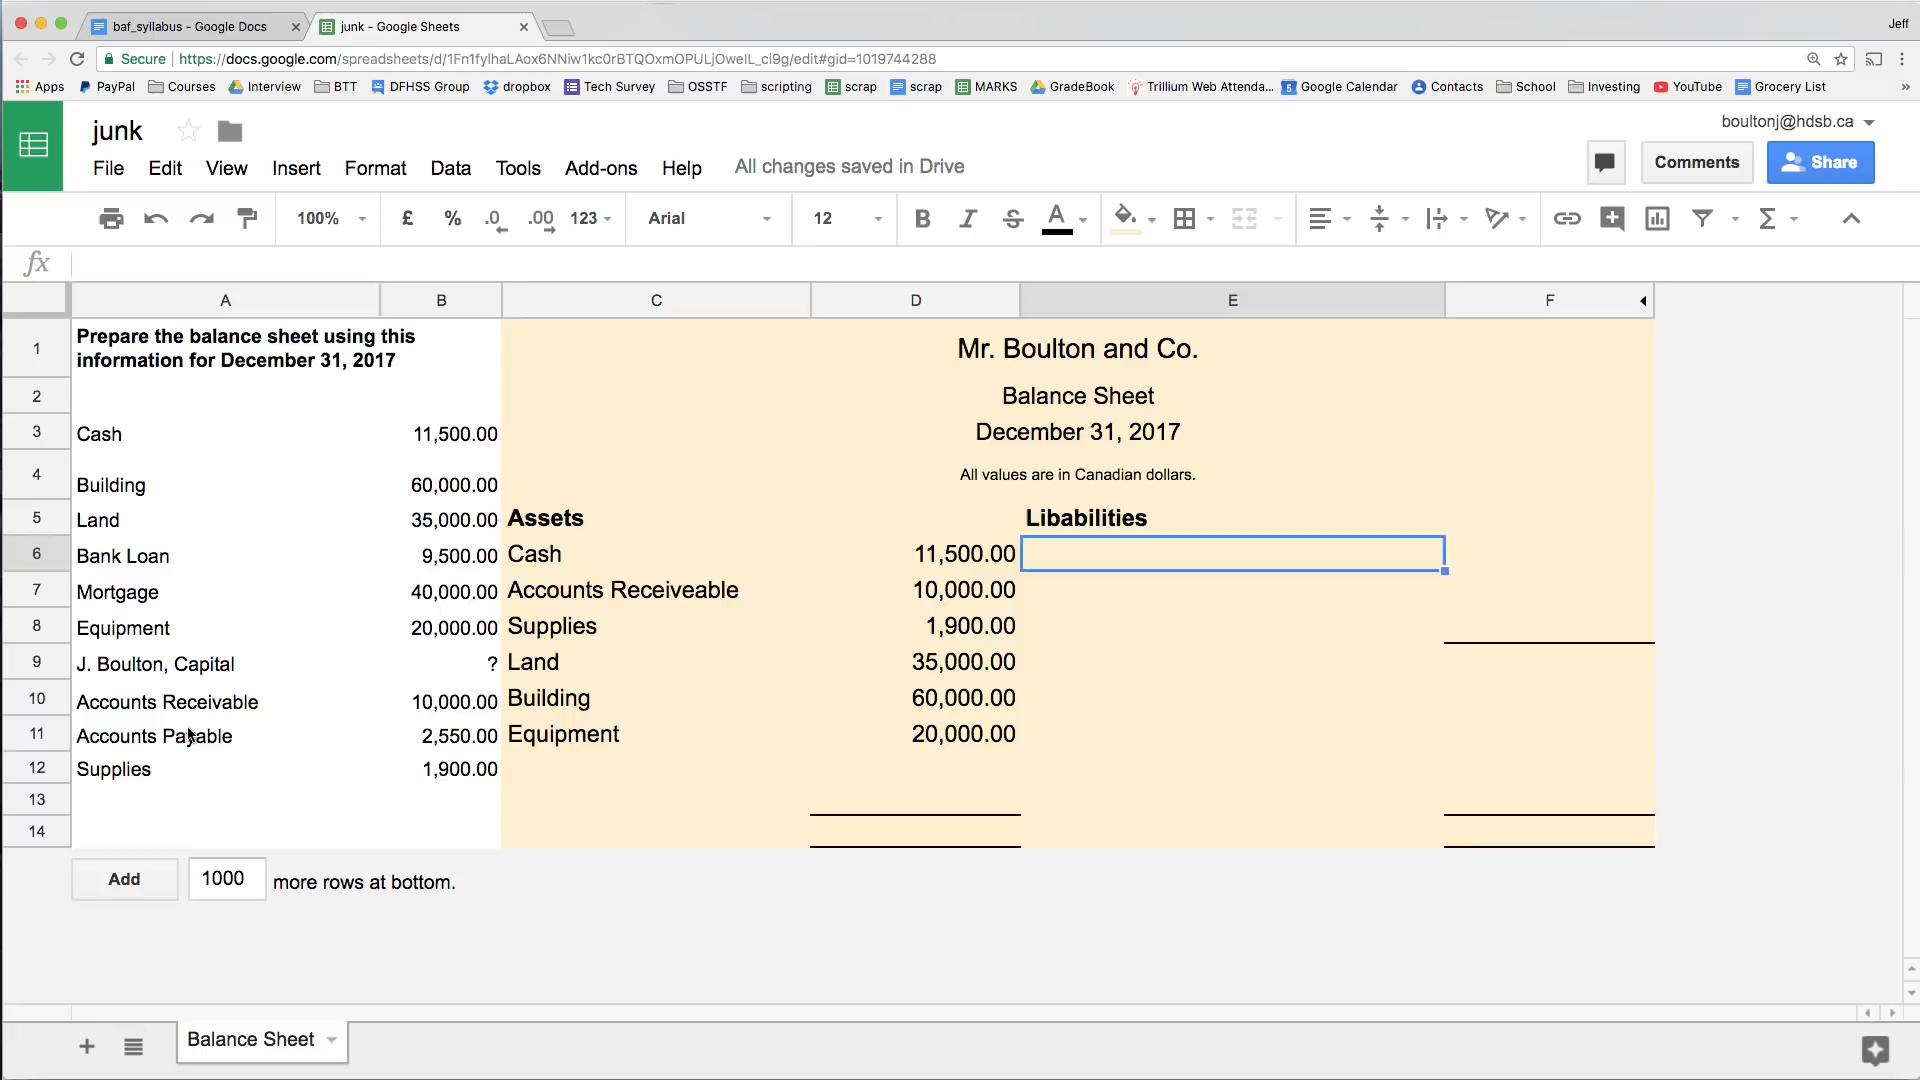 baf_syllabus - Google Docs
junk - Google Sheets
Jeff
Secure
https://docs.google.com/spreadsheets/d/1Fn1fylhaLAox6NNiw1kc0rBTQOxmOPULjOweIL_ci9g/edit#gid=1019744288
Apps PayPal Courses Interview BTT DFHSS Group dropbox Tech Survey OSSTF scripting scrap scrap MARKS GradeBook Trillium Web Attenda... Google Calendar Contacts School Investing YouTube Grocery List »
junk
boultonj@hdsb.ca
File Edit View Insert Format Data Tools Add-ons Help All changes saved in Drive
Comments
Share
100% £ % .0 .00 123 Arial 12 B I S A Σ
fx
A B C D E F
1 Prepare the balance sheet using this
information for December 31, 2017
Mr. Boulton and Co.
2 Balance Sheet
3 Cash 11,500.00 December 31, 2017
4 Building 60,000.00 All values are in Canadian dollars.
5 Land 35,000.00 Assets Libabilities
6 Bank Loan 9,500.00 Cash 11,500.00
7 Mortgage 40,000.00 Accounts Receiveable 10,000.00
8 Equipment 20,000.00 Supplies 1,900.00
9 J. Boulton, Capital ? Land 35,000.00
10 Accounts Receivable 10,000.00 Building 60,000.00
11 Accounts Payable 2,550.00 Equipment 20,000.00
12 Supplies 1,900.00
13
14
Add 1000 more rows at bottom.
Balance Sheet